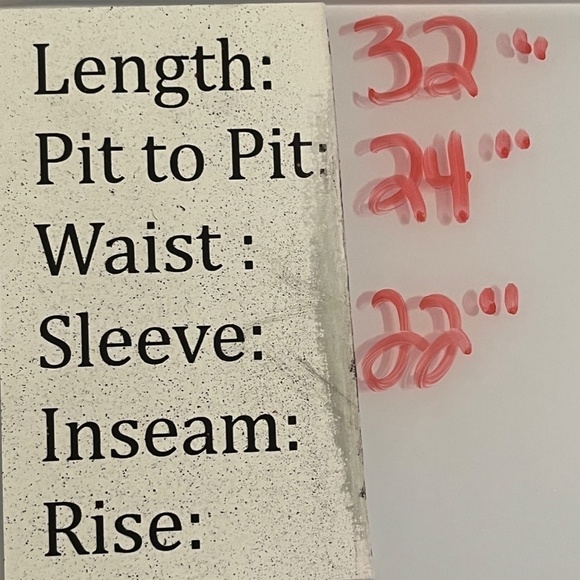 Length: 32"
Pit to Pit: 24"
Waist :
Sleeve: 22"
Inseam:
Rise: